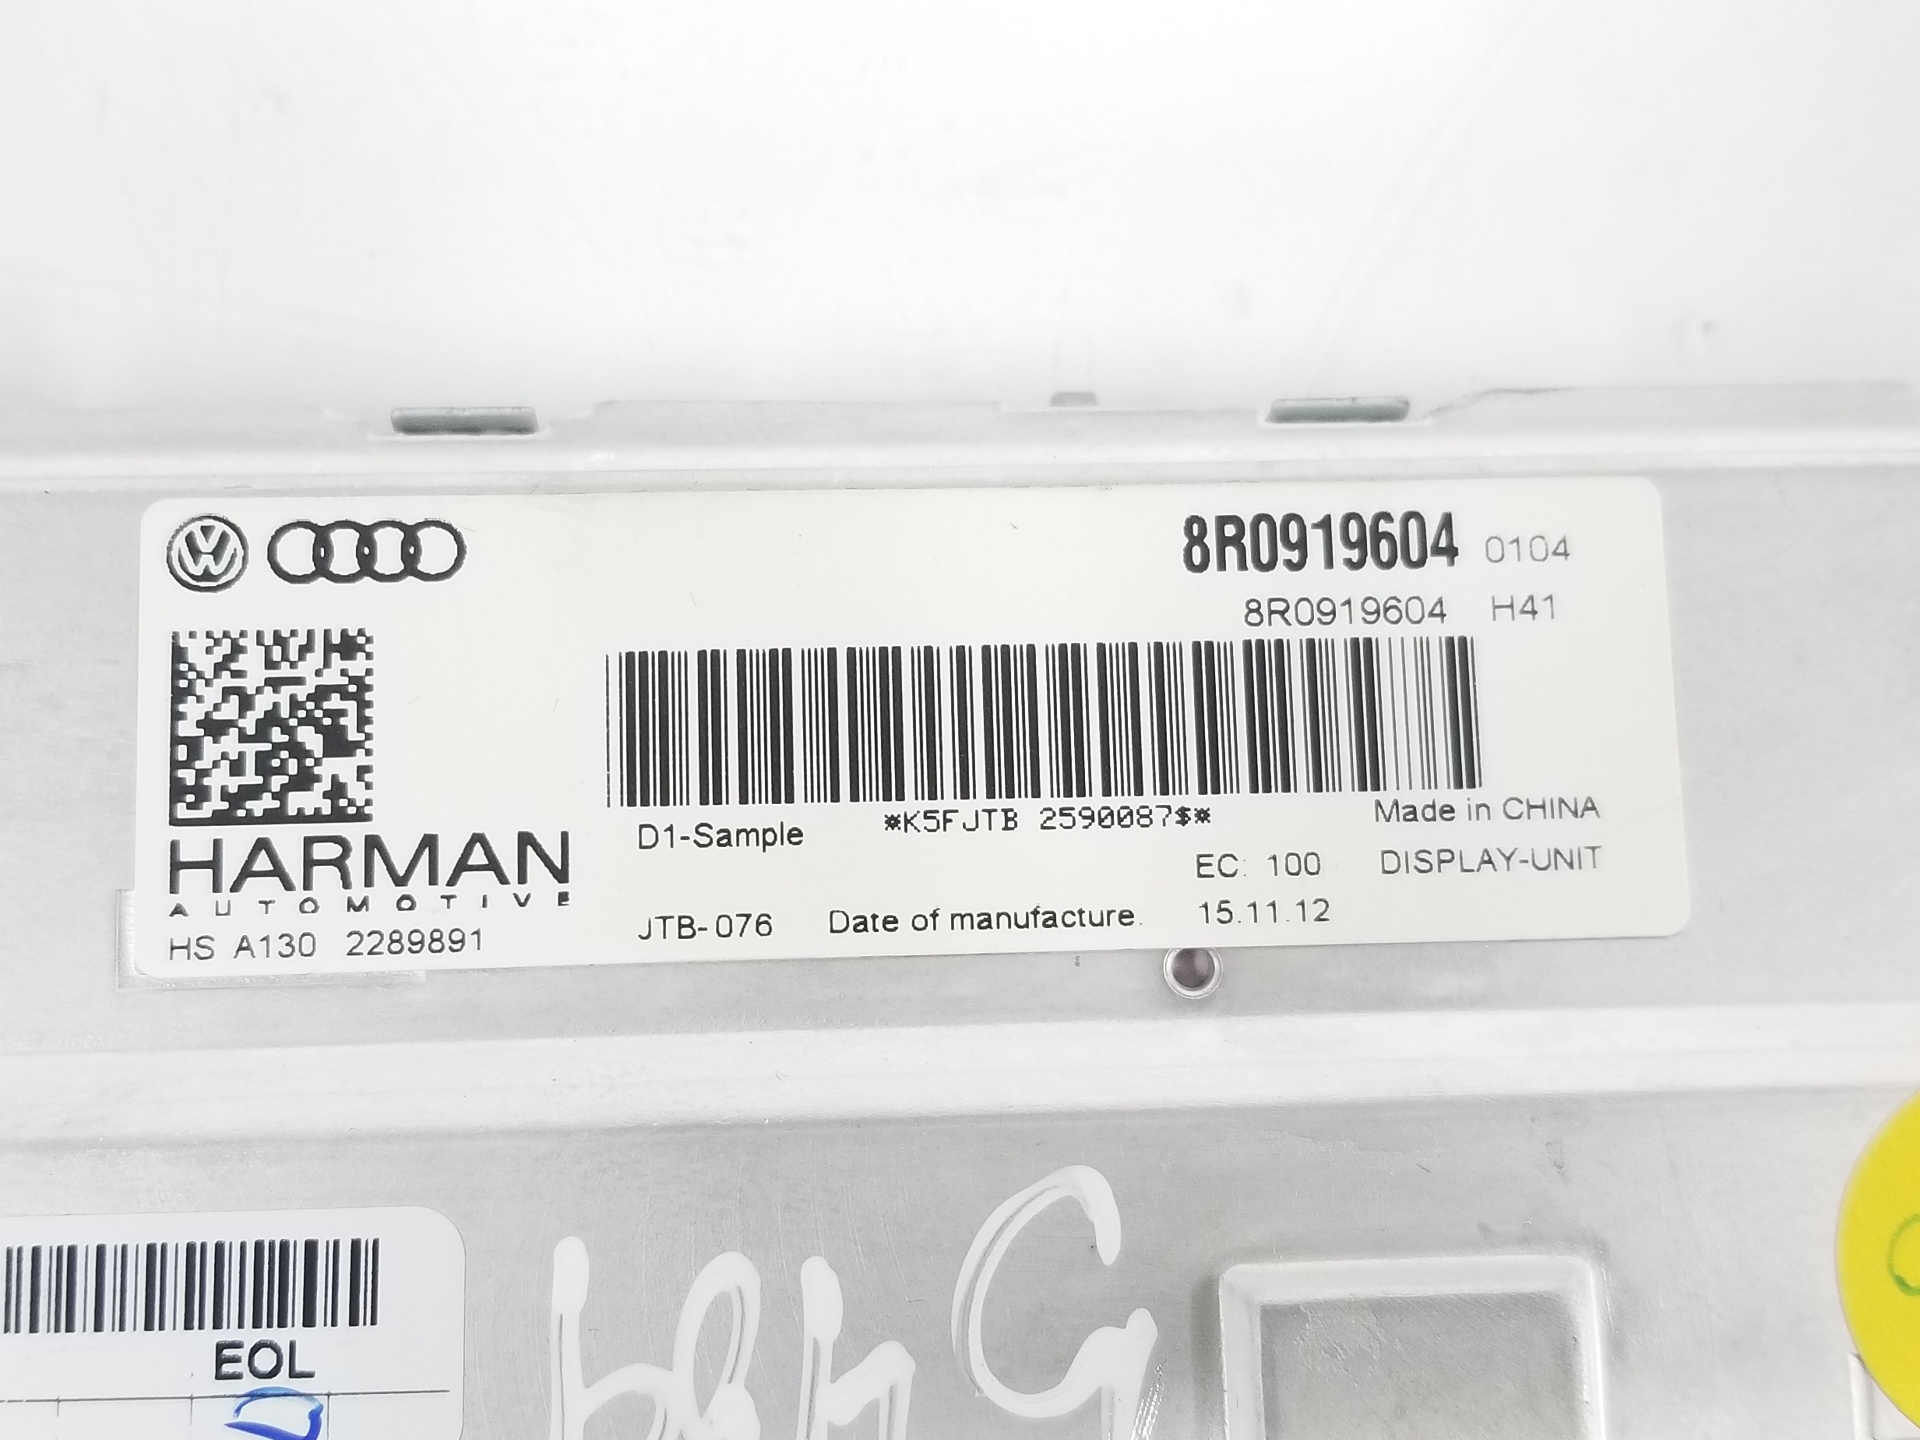 8R0919604 0104
8R0919604 H41
*K5FJTB 2590087$*
Made in CHINA
D1-Sample
EC: 100 DISPLAY-UNIT
HARMAN
AUTOMOTIVE
HS A130 2289891
JTB-076 Date of manufacture. 15.11.12
EOL